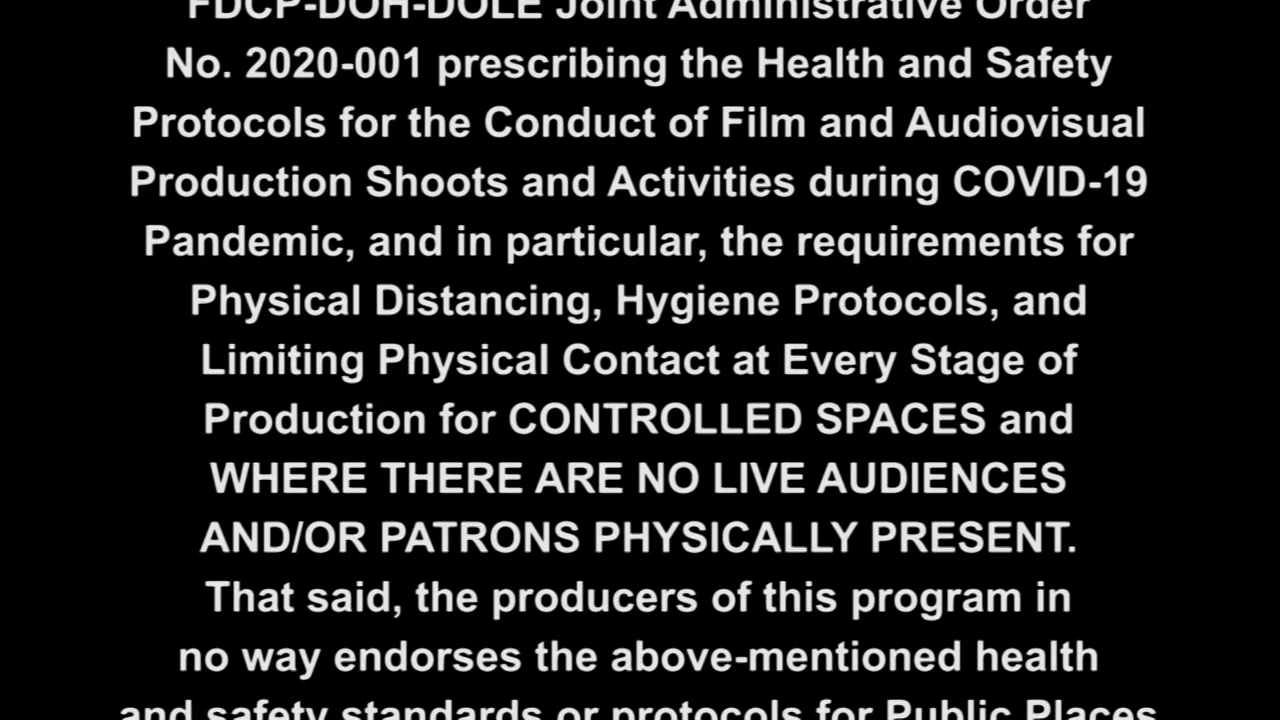 FDCP-DOH-DOLE Joint Administrative Order
No. 2020-001 prescribing the Health and Safety
Protocols for the Conduct of Film and Audiovisual
Production Shoots and Activities during COVID-19
Pandemic, and in particular, the requirements for
Physical Distancing, Hygiene Protocols, and
Limiting Physical Contact at Every Stage of
Production for CONTROLLED SPACES and
WHERE THERE ARE NO LIVE AUDIENCES
AND/OR PATRONS PHYSICALLY PRESENT.
That said, the producers of this program in
no way endorses the above-mentioned health
and safety standards or protocols for Public Places